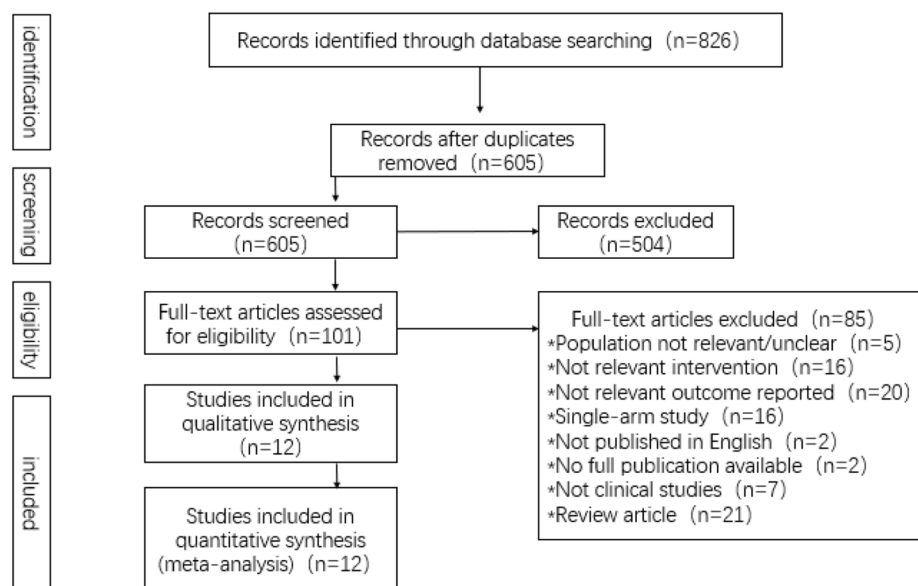 identification
Records identified through database searching（n=826）
Records after duplicates
removed（n=605）
screening
Records screened
（n=605）
Records excluded
（n=504）
eligibility
Full-text articles assessed
for eligibility（n=101）
Full-text articles excluded（n=85）
*Population not relevant/unclear（n=5）
*Not relevant intervention（n=16）
*Not relevant outcome reported（n=20）
*Single-arm study（n=16）
*Not published in English（n=2）
*No full publication available（n=2）
*Not clinical studies（n=7）
*Review article（n=21）
included
Studies included in
qualitative synthesis
（n=12）
Studies included in
quantitative synthesis
(meta-analysis)（n=12）